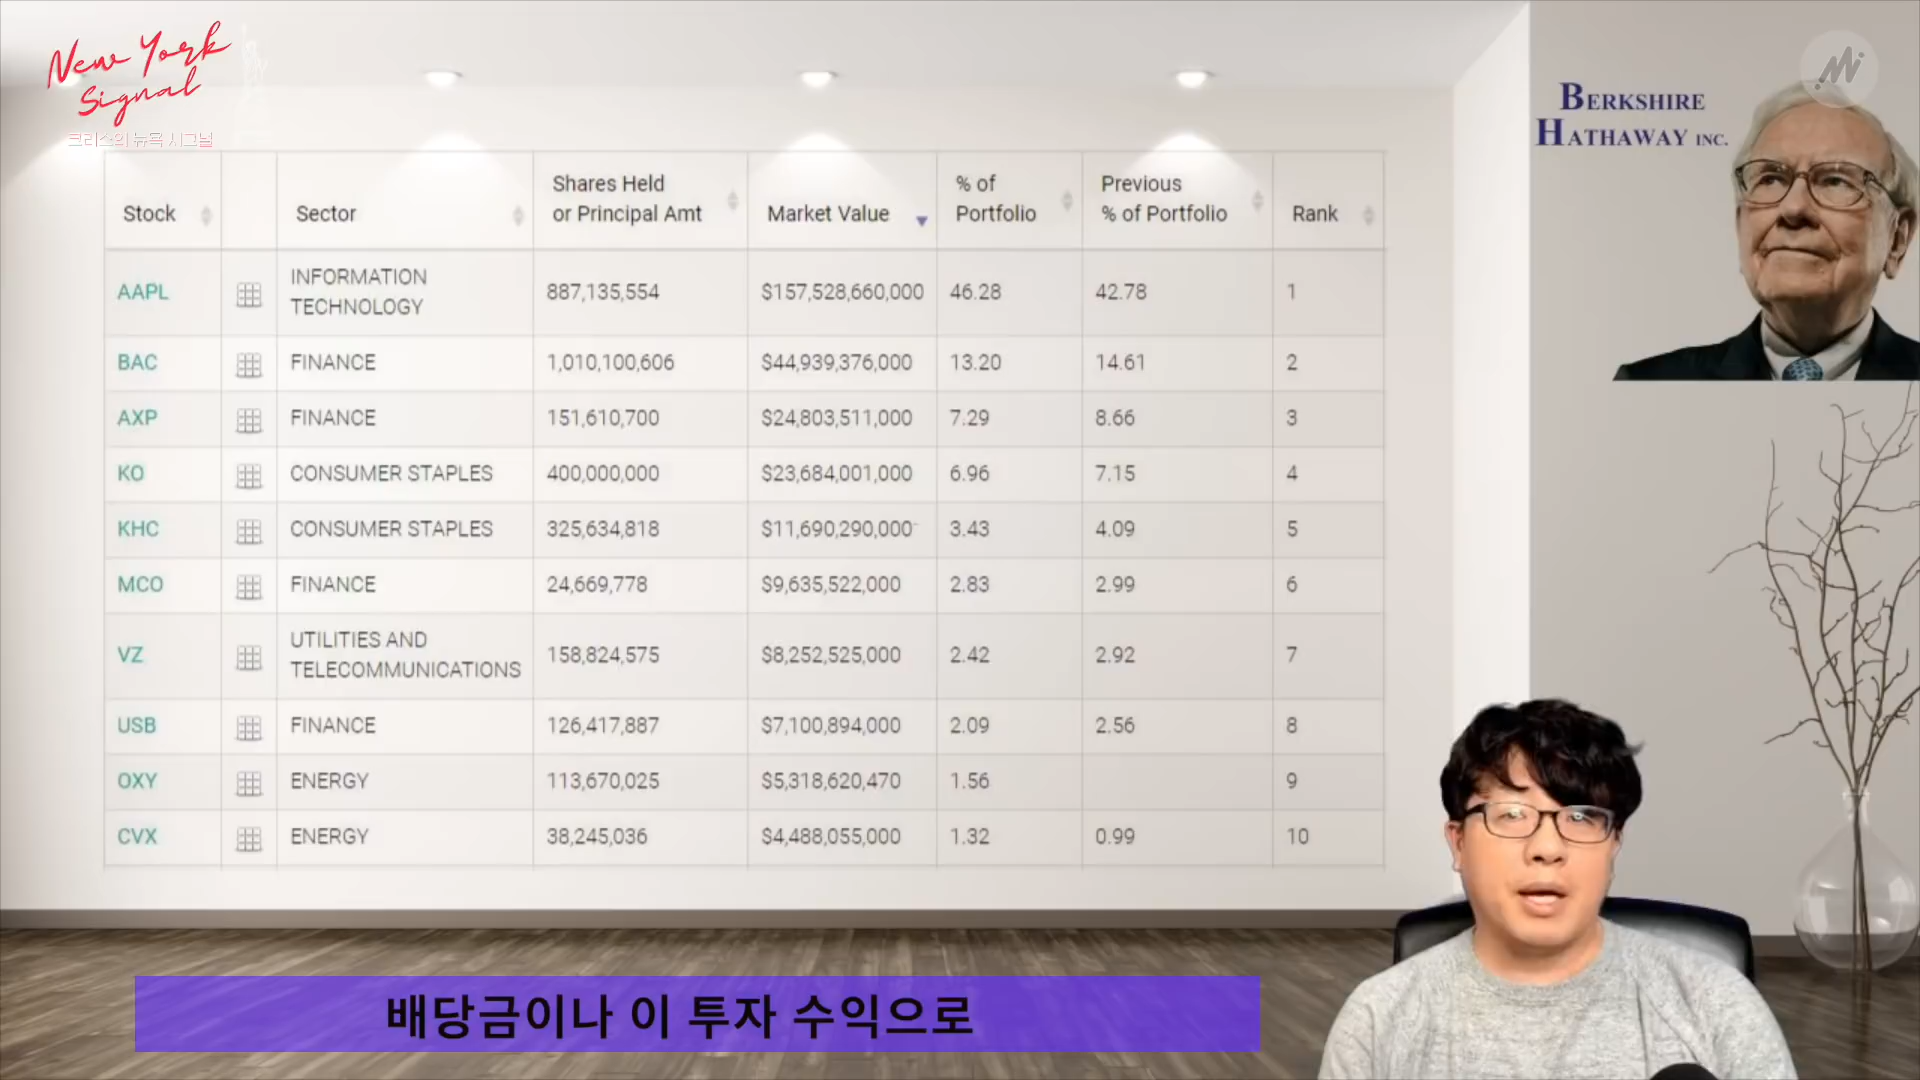 New York
Signal
크리스의 뉴욕 시그널
BERKSHIRE
HATHAWAY INC.
Stock Sector Shares Held or Principal Amt Market Value % of Portfolio Previous % of Portfolio Rank
AAPL INFORMATION TECHNOLOGY 887,135,554 $157,528,660,000 46.28 42.78 1
BAC FINANCE 1,010,100,606 $44,939,376,000 13.20 14.61 2
AXP FINANCE 151,610,700 $24,803,511,000 7.29 8.66 3
KO CONSUMER STAPLES 400,000,000 $23,684,001,000 6.96 7.15 4
KHC CONSUMER STAPLES 325,634,818 $11,690,290,000 3.43 4.09 5
MCO FINANCE 24,669,778 $9,635,522,000 2.83 2.99 6
VZ UTILITIES AND TELECOMMUNICATIONS 158,824,575 $8,252,525,000 2.42 2.92 7
USB FINANCE 126,417,887 $7,100,894,000 2.09 2.56 8
OXY ENERGY 113,670,025 $5,318,620,470 1.56 9
CVX ENERGY 38,245,036 $4,488,055,000 1.32 0.99 10
배당금이나 이 투자 수익으로